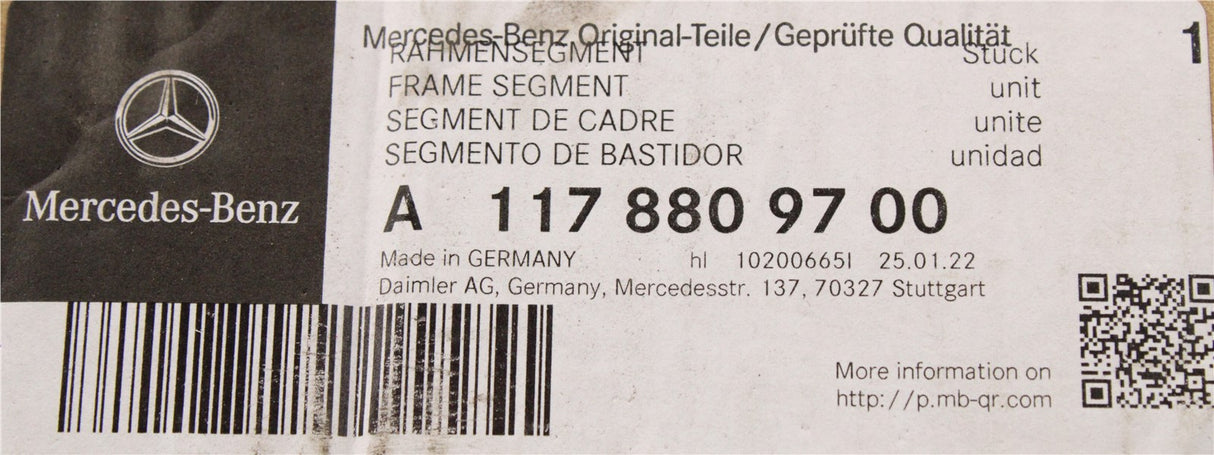 Mercedes-Benz
Mercedes-Benz Original-Teile/Geprüfte Qualität
1
RAHMENSEGMENT Stuck
FRAME SEGMENT unit
SEGMENT DE CADRE unite
SEGMENTO DE BASTIDOR unidad
A 117 880 97 00
Made in GERMANY hl 10200665I 25.01.22
Daimler AG, Germany, Mercedesstr. 137, 70327 Stuttgart
More information on
http://p.mb-qr.com